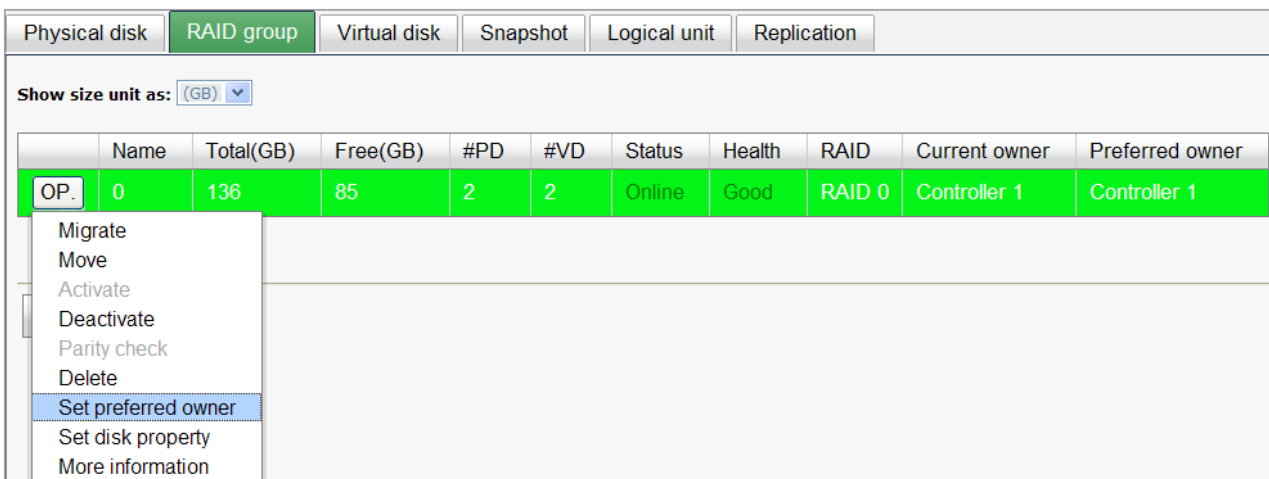 Physical disk RAID group Virtual disk Snapshot Logical unit Replication
Show size unit as: (GB)
Name Total(GB) Free(GB) #PD #VD Status Health RAID Current owner Preferred owner
OP. 0 136 85 2 2 Online Good RAID 0 Controller 1 Controller 1
Migrate
Move
Activate
Deactivate
Parity check
Delete
Set preferred owner
Set disk property
More information